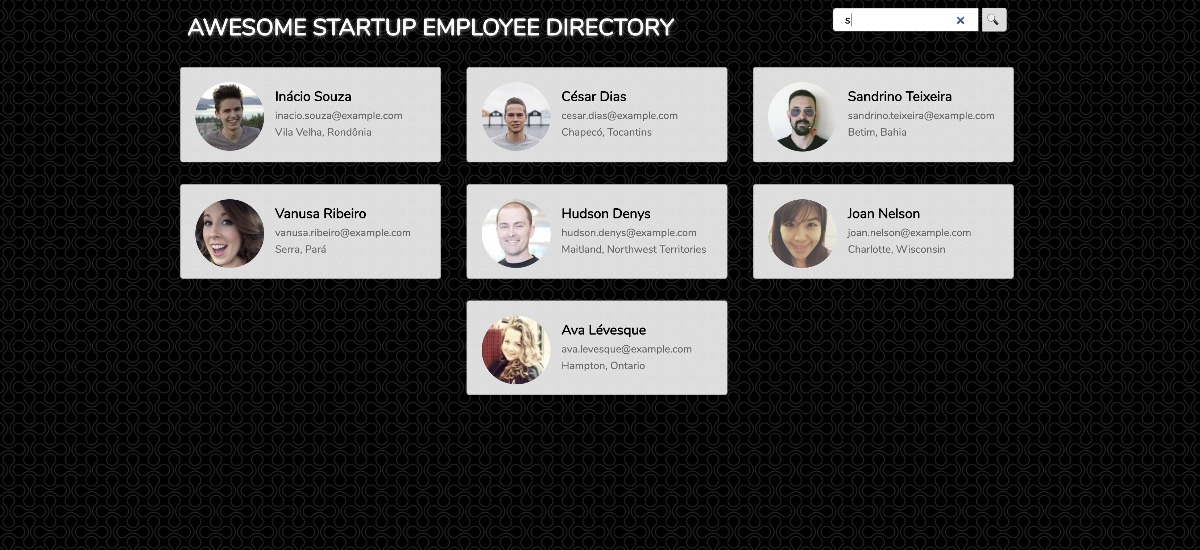 AWESOME STARTUP EMPLOYEE DIRECTORY
s
Inácio Souza
inacio.souza@example.com
Vila Velha, Rondônia
César Dias
cesar.dias@example.com
Chapecó, Tocantins
Sandrino Teixeira
sandrino.teixeira@example.com
Betim, Bahia
Vanusa Ribeiro
vanusa.ribeiro@example.com
Serra, Pará
Hudson Denys
hudson.denys@example.com
Maitland, Northwest Territories
Joan Nelson
joan.nelson@example.com
Charlotte, Wisconsin
Ava Lévesque
ava.levesque@example.com
Hampton, Ontario